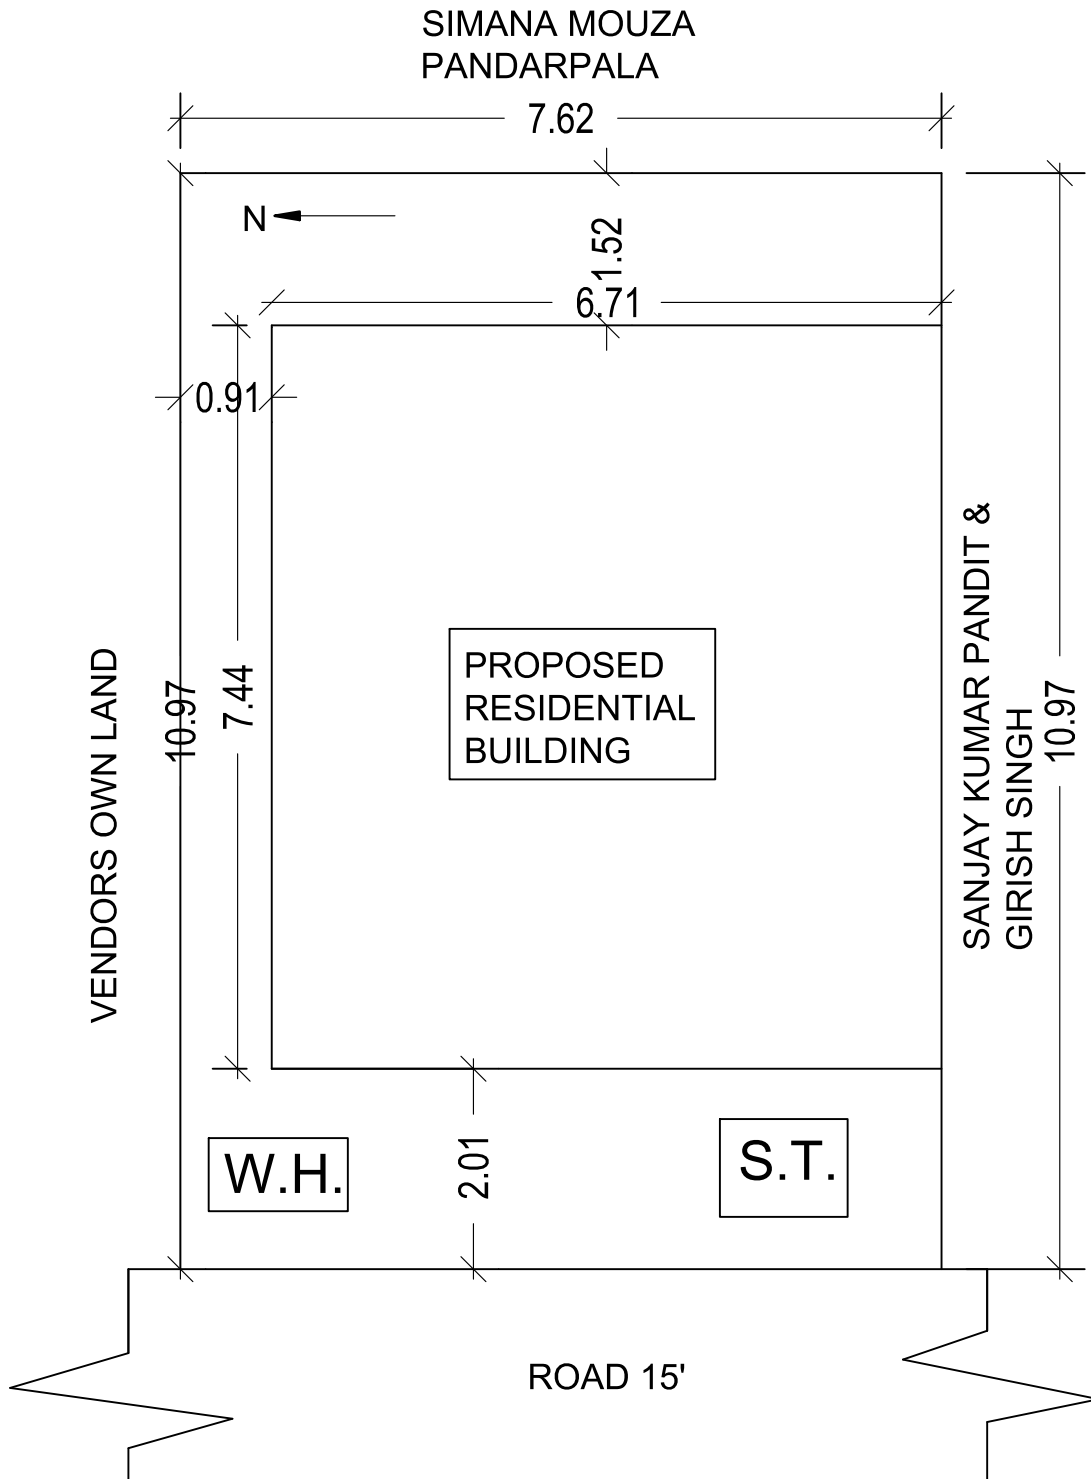 SIMANA MOUZA
PANDARPALA
7.62
N
1.52
6.71
0.91
VENDORS OWN LAND
10.97
7.44
PROPOSED
RESIDENTIAL
BUILDING
SANJAY KUMAR PANDIT &
GIRISH SINGH
10.97
W.H.
2.01
S.T.
ROAD 15'